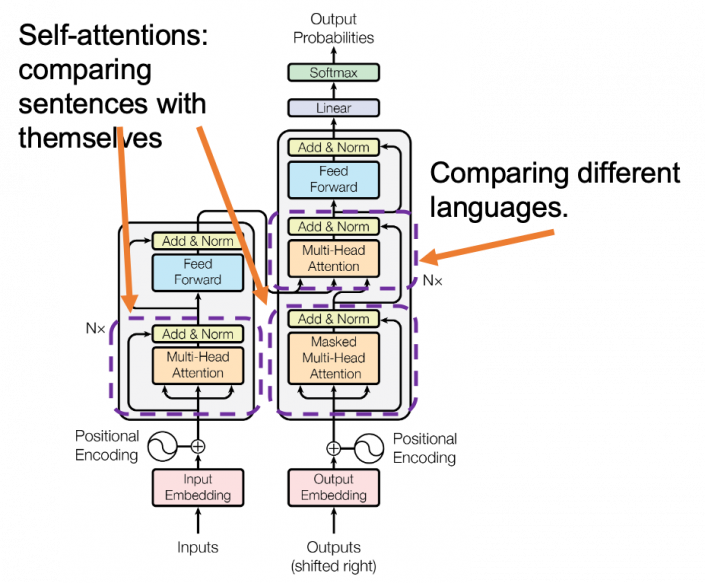 Self-attentions:
comparing
sentences with
themselves
Output
Probabilities
Softmax
Linear
Add & Norm
Feed
Forward
Add & Norm
Multi-Head
Attention
Comparing different
languages.
Nx
Add & Norm
Masked
Multi-Head
Attention
Add & Norm
Feed
Forward
Nx
Add & Norm
Multi-Head
Attention
Positional
Encoding
Positional
Encoding
Input
Embedding
Output
Embedding
Inputs
Outputs
(shifted right)